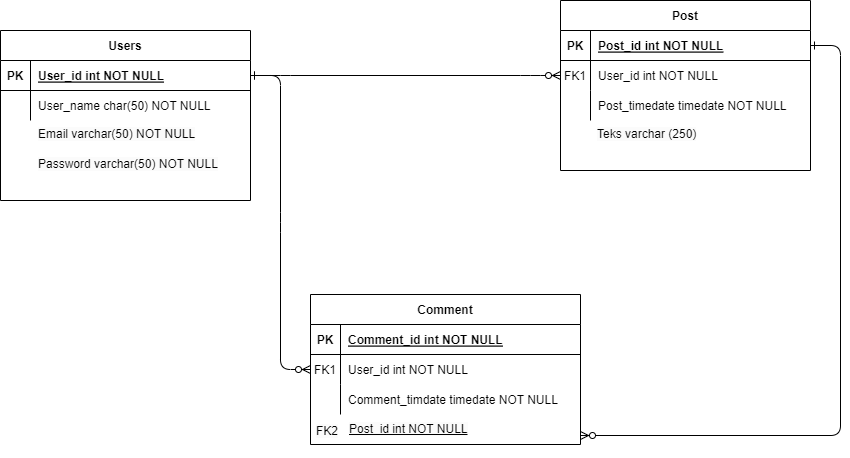 Users
PK User_id int NOT NULL
User_name char(50) NOT NULL
Email varchar(50) NOT NULL
Password varchar(50) NOT NULL
Post
PK Post_id int NOT NULL
FK1 User_id int NOT NULL
Post_timedate timedate NOT NULL
Teks varchar (250)
Comment
PK Comment_id int NOT NULL
FK1 User_id int NOT NULL
Comment_timdate timedate NOT NULL
FK2 Post_id int NOT NULL